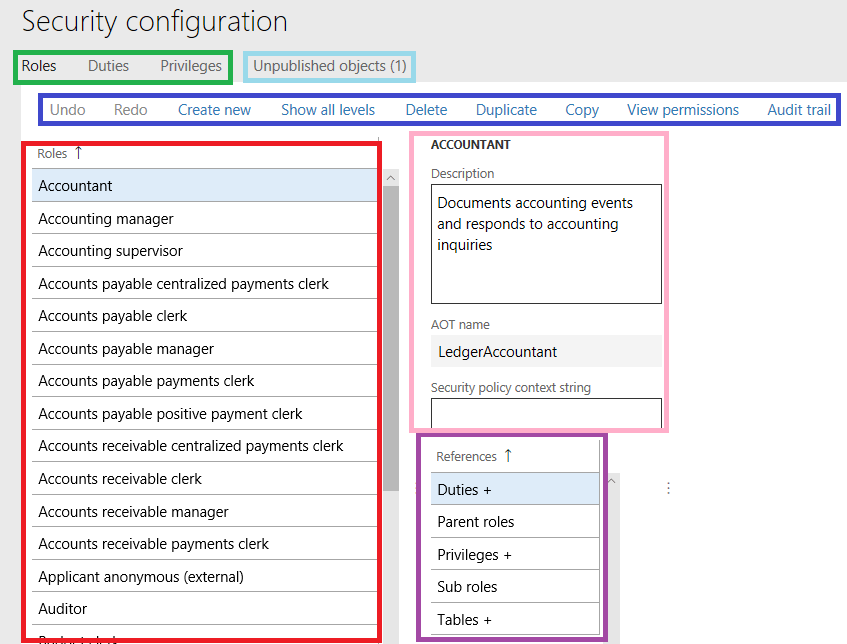 Security configuration
Roles Duties Privileges Unpublished objects (1)
Undo Redo Create new Show all levels Delete Duplicate Copy View permissions Audit trail
Roles ↑
Accountant
Accounting manager
Accounting supervisor
Accounts payable centralized payments clerk
Accounts payable clerk
Accounts payable manager
Accounts payable payments clerk
Accounts payable positive payment clerk
Accounts receivable centralized payments clerk
Accounts receivable clerk
Accounts receivable manager
Accounts receivable payments clerk
Applicant anonymous (external)
Auditor
ACCOUNTANT
Description
Documents accounting events
and responds to accounting
inquiries
AOT name
LedgerAccountant
Security policy context string
References ↑
Duties +
Parent roles
Privileges +
Sub roles
Tables +